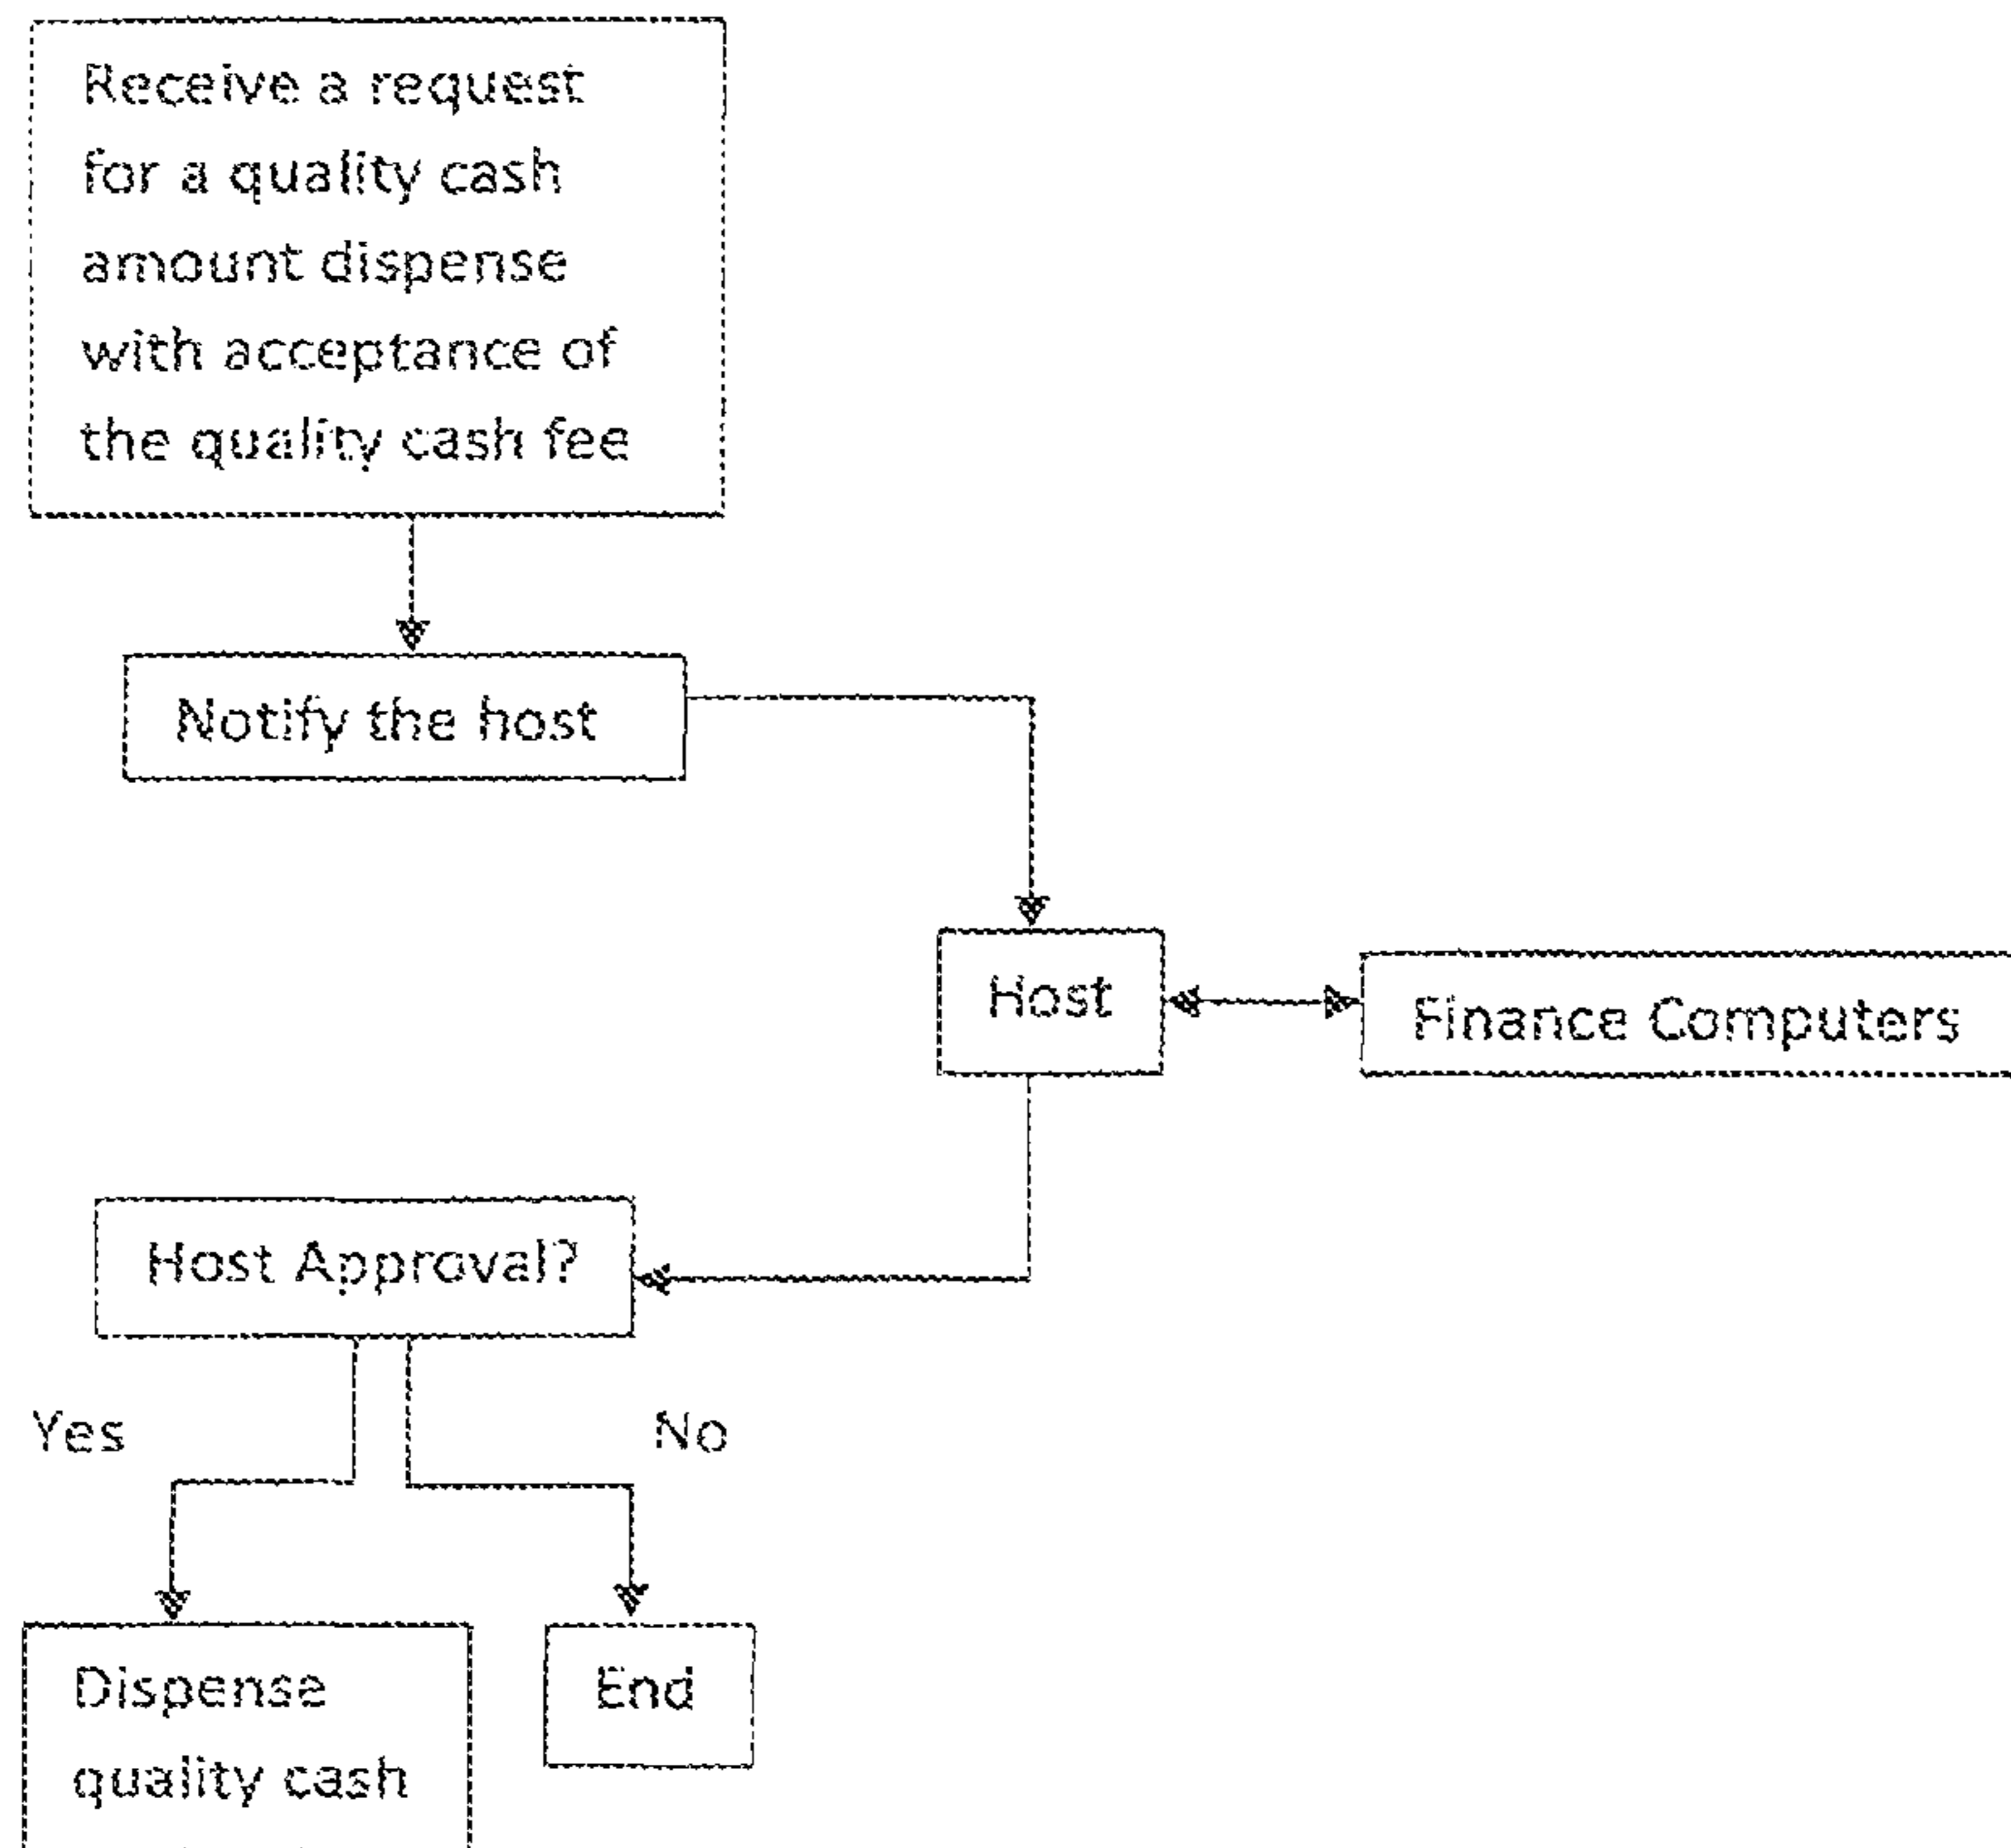 Receive a request
for a quality cash
amount dispense
with acceptance of
the quality cash fee
Notify the host
Host
Finance Computers
Host Approval?
Yes
No
Dispense
quality cash
End